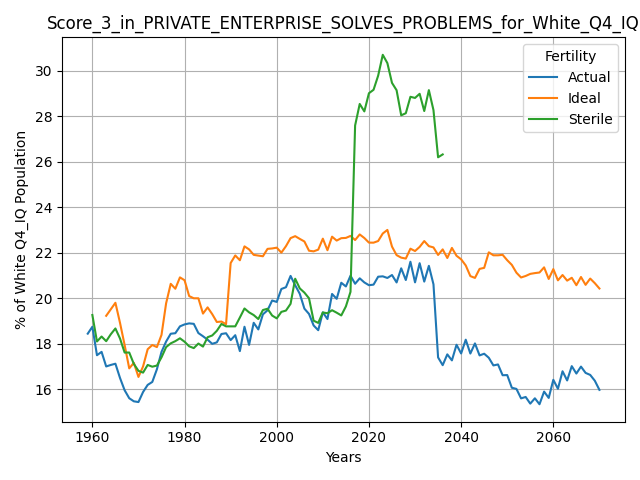 Score_3_in_PRIVATE_ENTERPRISE_SOLVES_PROBLEMS_for_White_Q4_IQ
Fertility
Actual
Ideal
Sterile
% of White Q4_IQ Population
30
28
26
24
22
20
18
16
1960
1980
2000
2020
2040
2060
Years